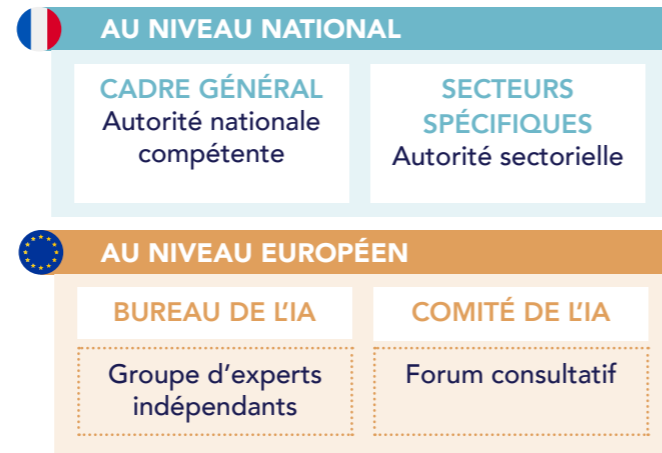 AU NIVEAU NATIONAL
CADRE GÉNÉRAL
Autorité nationale
compétente
SECTEURS
SPÉCIFIQUES
Autorité sectorielle
AU NIVEAU EUROPÉEN
BUREAU DE L'IA
Groupe d'experts
indépendants
COMITÉ DE L'IA
Forum consultatif